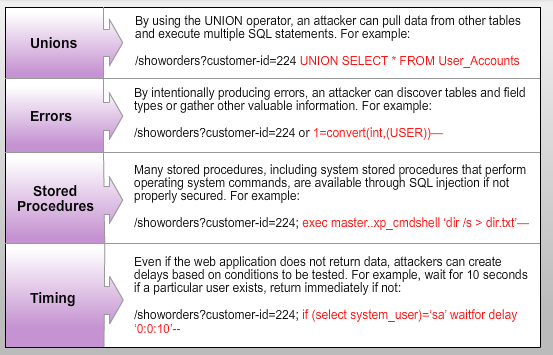 Unions
By using the UNION operator, an attacker can pull data from other tables
and execute multiple SQL statements. For example:
/showorders?customer-id=224 UNION SELECT * FROM User_Accounts
Errors
By intentionally producing errors, an attacker can discover tables and field
types or gather other valuable information. For example:
/showorders?customer-id=224 or 1=convert(int,(USER))—
Stored
Procedures
Many stored procedures, including system stored procedures that perform
operating system commands, are available through SQL injection if not
properly secured. For example:
/showorders?customer-id=224; exec master..xp_cmdshell ‘dir /s > dir.txt’—
Timing
Even if the web application does not return data, attackers can create
delays based on conditions to be tested. For example, wait for 10 seconds
if a particular user exists, return immediately if not:
/showorders?customer-id=224; if (select system_user)=‘sa’ waitfor delay
‘0:0:10’--